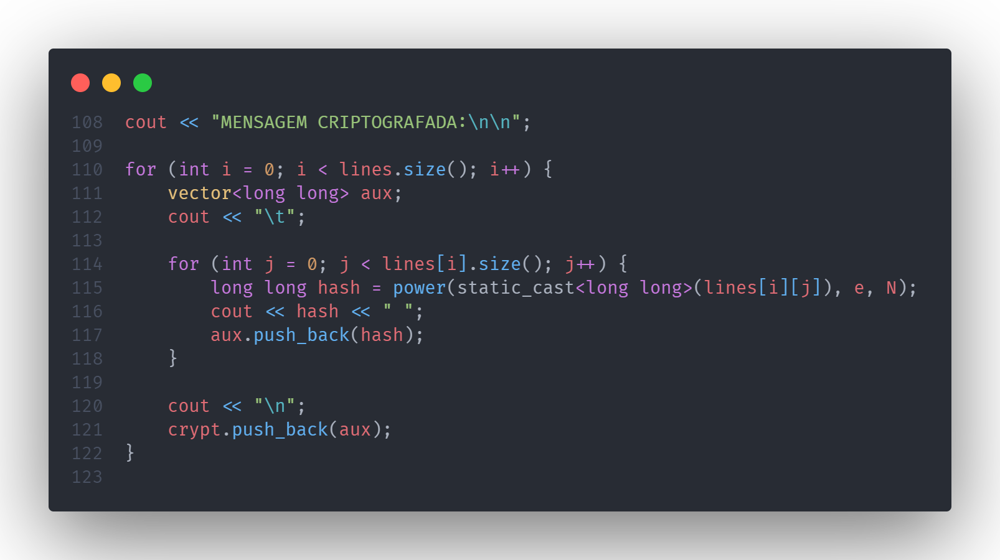 108 cout << "MENSAGEM CRIPTOGRAFADA:\n\n";
109
110 for (int i = 0; i < lines.size(); i++) {
111     vector<long long> aux;
112     cout << "\t";
113
114     for (int j = 0; j < lines[i].size(); j++) {
115         long long hash = power(static_cast<long long>(lines[i][j]), e, N);
116         cout << hash << " ";
117         aux.push_back(hash);
118     }
119
120     cout << "\n";
121     crypt.push_back(aux);
122 }
123